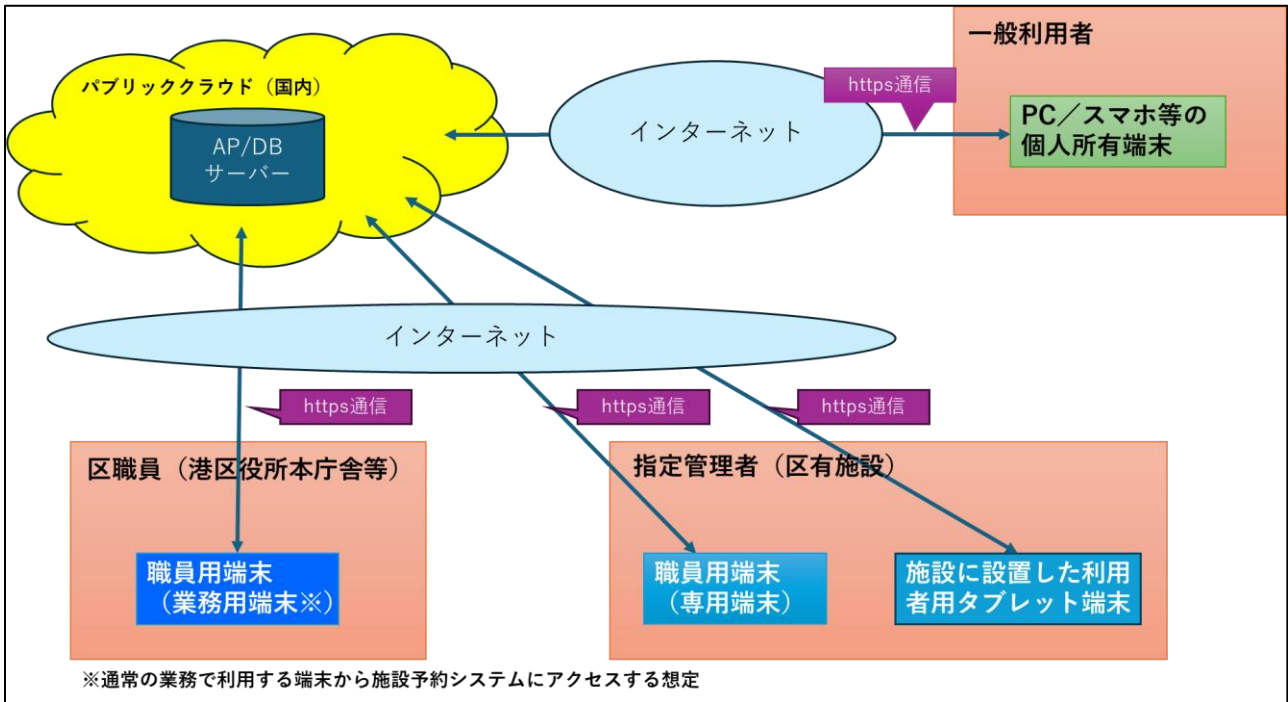 一般利用者
パブリッククラウド（国内）
https通信
AP/DB
サーバー
インターネット
PC／スマホ等の
個人所有端末
インターネット
https通信
https通信
https通信
区職員（港区役所本庁舎等）
指定管理者（区有施設）
職員用端末
（業務用端末※）
職員用端末
（専用端末）
施設に設置した利用
者用タブレット端末
※通常の業務で利用する端末から施設予約システムにアクセスする想定